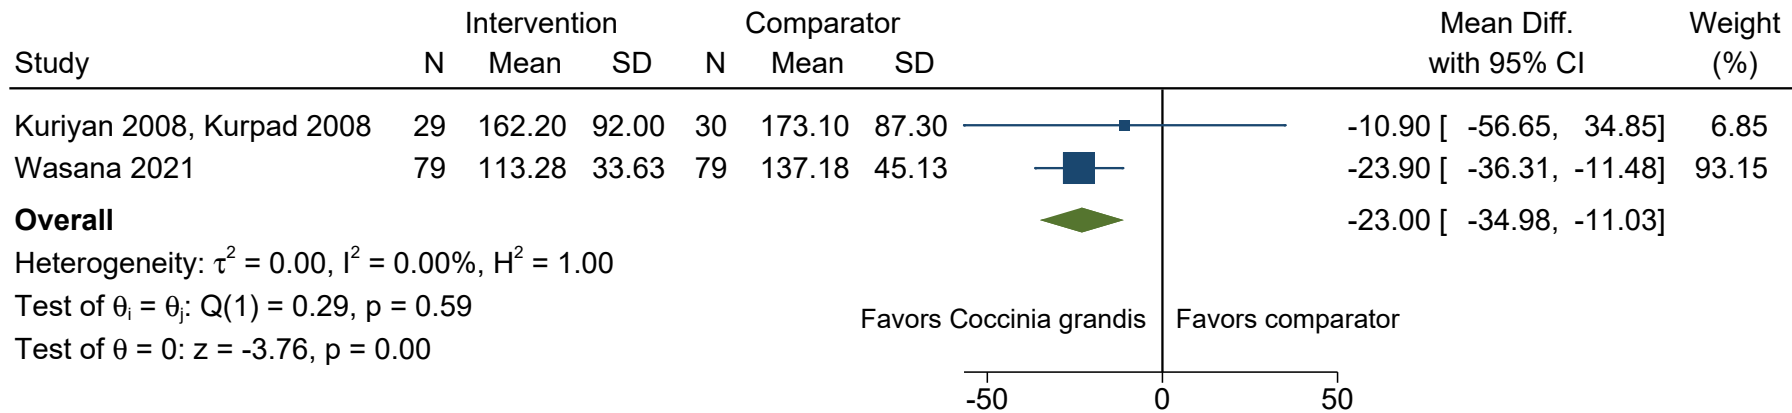 Intervention Comparator Mean Diff. Weight
Study N Mean SD N Mean SD with 95% CI (%)
Kuriyan 2008, Kurpad 2008 29 162.20 92.00 30 173.10 87.30 -10.90 [ -56.65, 34.85] 6.85
Wasana 2021 79 113.28 33.63 79 137.18 45.13 -23.90 [ -36.31, -11.48] 93.15
Overall -23.00 [ -34.98, -11.03]
Heterogeneity: τ² = 0.00, I² = 0.00%, H² = 1.00
Test of θᵢ = θⱼ: Q(1) = 0.29, p = 0.59
Favors Coccinia grandis Favors comparator
Test of θ = 0: z = -3.76, p = 0.00
-50 0 50